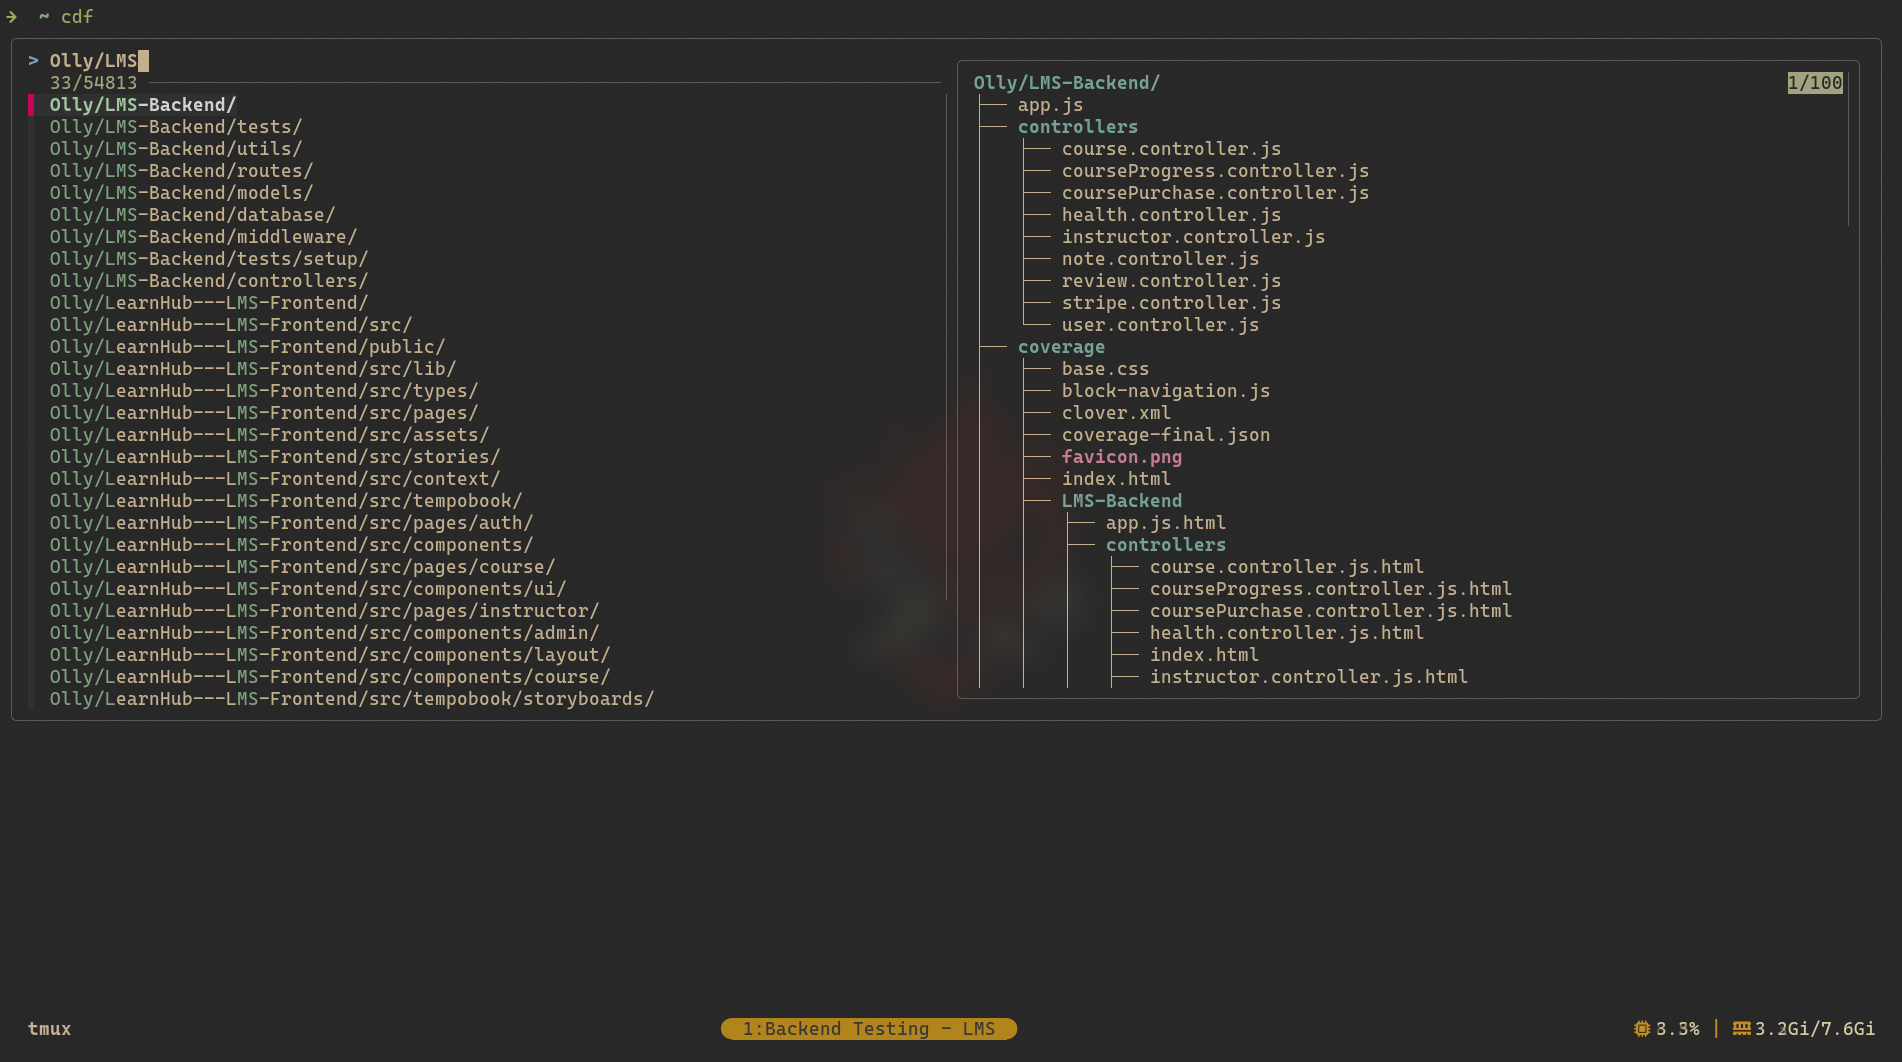 → ~ cdf
> Olly/LMS
33/54813
Olly/LMS-Backend/
Olly/LMS-Backend/tests/
Olly/LMS-Backend/utils/
Olly/LMS-Backend/routes/
Olly/LMS-Backend/models/
Olly/LMS-Backend/database/
Olly/LMS-Backend/middleware/
Olly/LMS-Backend/tests/setup/
Olly/LMS-Backend/controllers/
Olly/LearnHub---LMS-Frontend/
Olly/LearnHub---LMS-Frontend/src/
Olly/LearnHub---LMS-Frontend/public/
Olly/LearnHub---LMS-Frontend/src/lib/
Olly/LearnHub---LMS-Frontend/src/types/
Olly/LearnHub---LMS-Frontend/src/pages/
Olly/LearnHub---LMS-Frontend/src/assets/
Olly/LearnHub---LMS-Frontend/src/stories/
Olly/LearnHub---LMS-Frontend/src/context/
Olly/LearnHub---LMS-Frontend/src/tempobook/
Olly/LearnHub---LMS-Frontend/src/pages/auth/
Olly/LearnHub---LMS-Frontend/src/components/
Olly/LearnHub---LMS-Frontend/src/pages/course/
Olly/LearnHub---LMS-Frontend/src/components/ui/
Olly/LearnHub---LMS-Frontend/src/pages/instructor/
Olly/LearnHub---LMS-Frontend/src/components/admin/
Olly/LearnHub---LMS-Frontend/src/components/layout/
Olly/LearnHub---LMS-Frontend/src/components/course/
Olly/LearnHub---LMS-Frontend/src/tempobook/storyboards/
Olly/LMS-Backend/ 1/100
app.js
controllers
course.controller.js
courseProgress.controller.js
coursePurchase.controller.js
health.controller.js
instructor.controller.js
note.controller.js
review.controller.js
stripe.controller.js
user.controller.js
coverage
base.css
block-navigation.js
clover.xml
coverage-final.json
favicon.png
index.html
LMS-Backend
app.js.html
controllers
course.controller.js.html
courseProgress.controller.js.html
coursePurchase.controller.js.html
health.controller.js.html
index.html
instructor.controller.js.html
tmux
1:Backend Testing - LMS
3.3% | 3.2Gi/7.6Gi